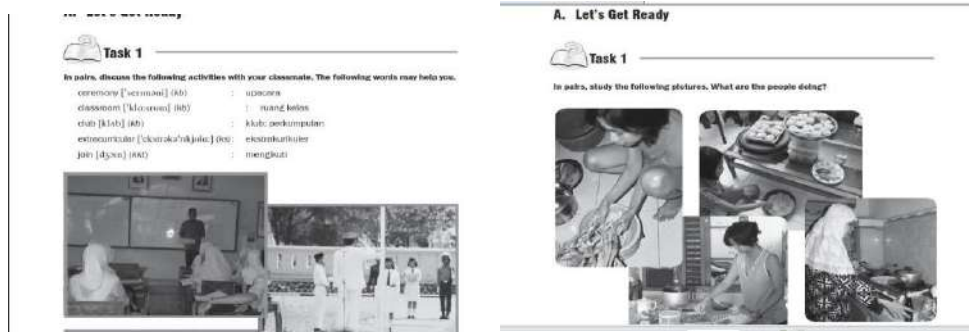 Task 1
In pairs, discuss the following activities with your classmate. The following words may help you.
ceremony (kb) : upacara
classroom (kb) : ruang kelas
club (kb) : klub; perkumpulan
extracurricular (ks) : ekstrakurikuler
join (kkt) : mengikuti
A. Let's Get Ready
Task 1
In pairs, study the following pictures. What are the people doing?